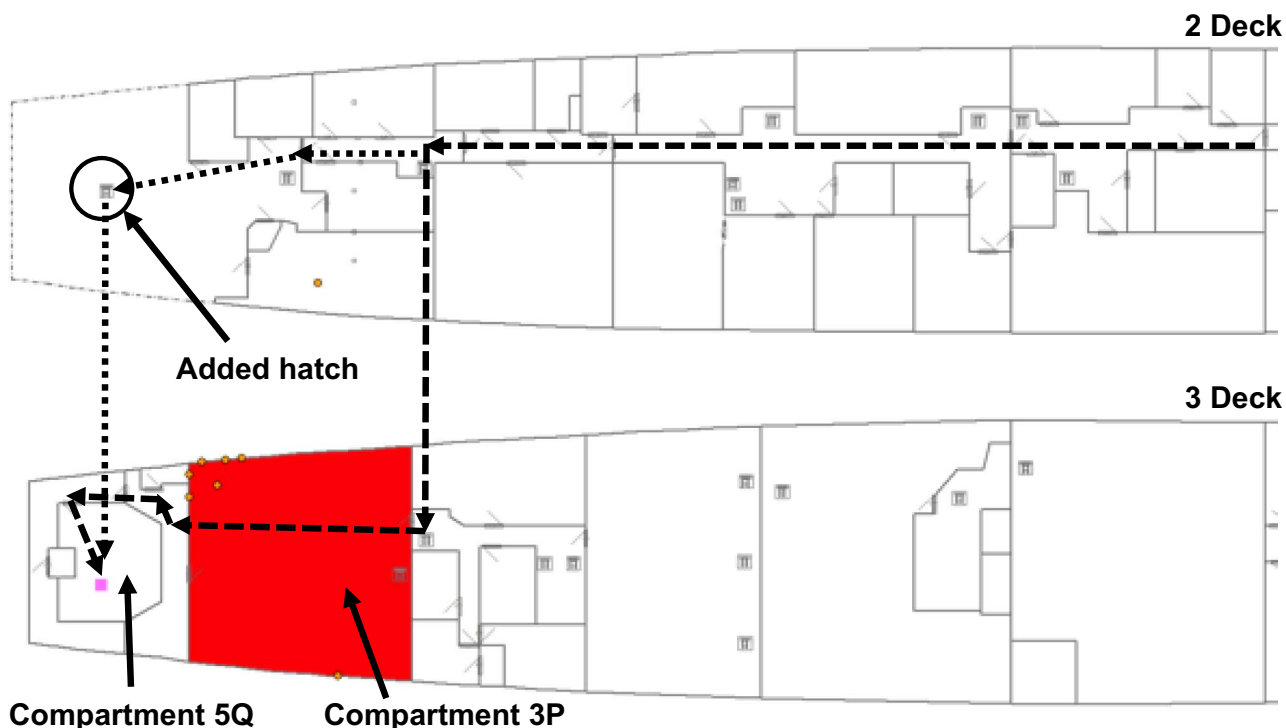 2 Deck
Added hatch
3 Deck
Compartment 5Q
Compartment 3P